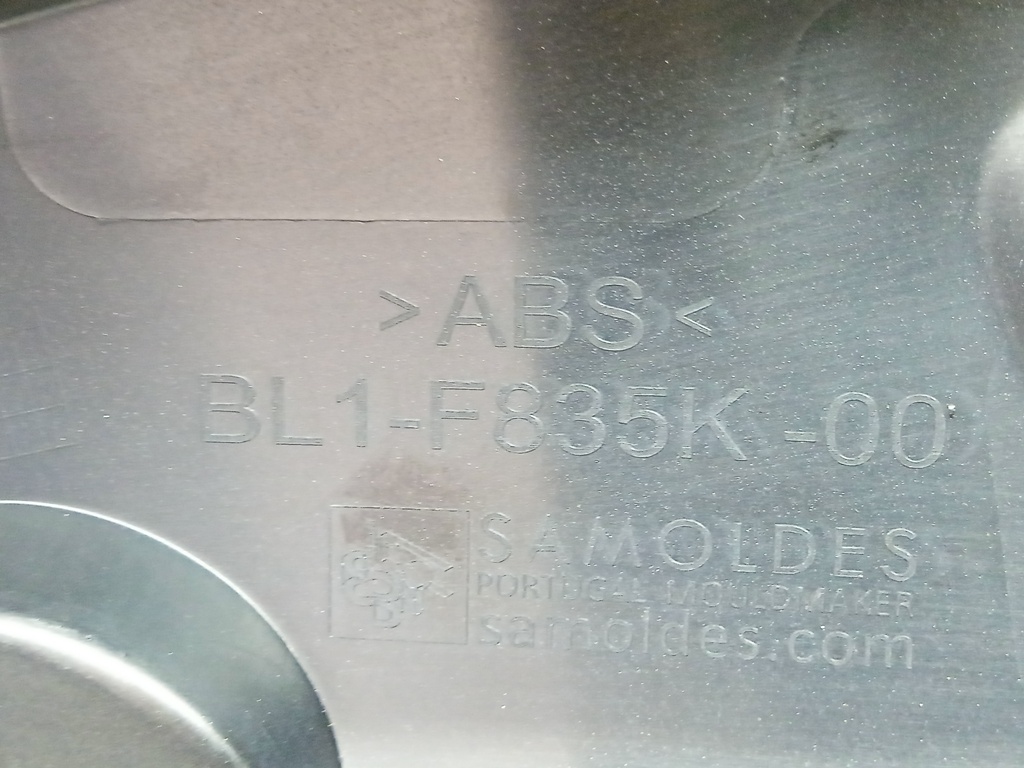 >ABS<
BL1-F835K-00
SAMOLDES
PORTUGAL MOULDMAKER
samoldes.com